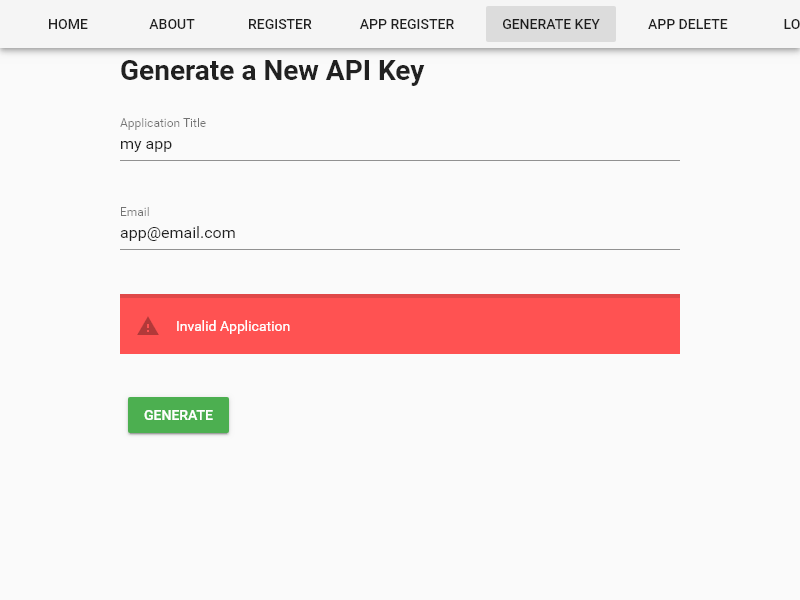 HOME ABOUT REGISTER APP REGISTER GENERATE KEY APP DELETE LO
Generate a New API Key
Application Title
my app
Email
app@email.com
Invalid Application
GENERATE